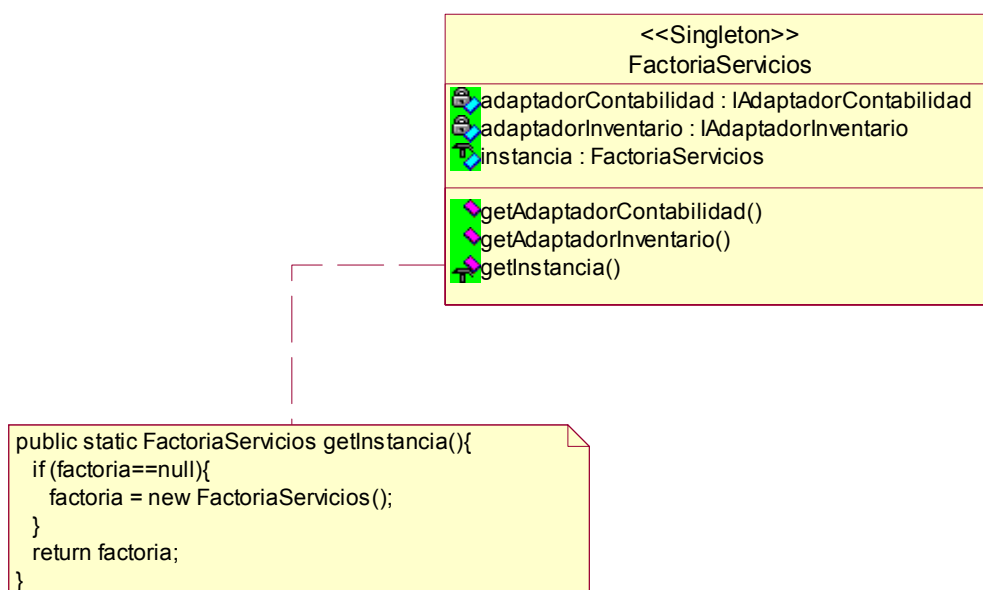 <<Singleton>>
FactoriaServicios
adaptadorContabilidad : IAdaptadorContabilidad
adaptadorInventario : IAdaptadorInventario
instancia : FactoriaServicios
getAdaptadorContabilidad()
getAdaptadorInventario()
getInstancia()
public static FactoriaServicios getInstancia(){
if (factoria==null){
factoria = new FactoriaServicios();
}
return factoria;
}